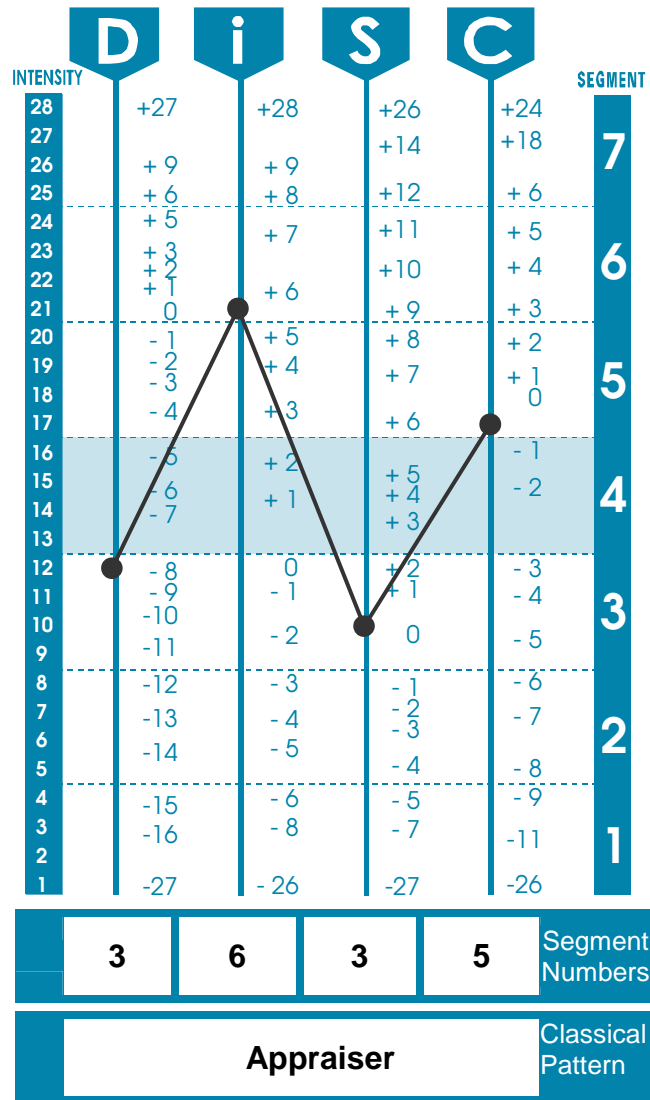 D i S C
INTENSITY SEGMENT
28 +27 +28 +26 +24
27 +14 +18 7
26 + 9 + 9
25 + 6 + 8 +12 + 6
24 + 5 + 7 +11 + 5
23 + 3
22 + 2 +10 + 4 6
+ 1 + 6
21 0 + 9 + 3
20 - 1 + 5 + 8 + 2
19 - 2 + 4
18 - 3 + 7 + 1 5
0
17 - 4 + 3 + 6
16 - 5 + 2 - 1
15 - 6 + 5 - 2
14 - 7 + 1 + 4 4
13 + 3
12 - 8 0 + 2 - 3
11 - 9 - 1 + 1 - 4
10 -10 - 2 0 - 5 3
9 -11
8 -12 - 3 - 1 - 6
7 -13 - 4 - 2 - 7
6 -14 - 5 - 3 2
5 - 4 - 8
4 -15 - 6 - 5 - 9
3 -16 - 8 - 7 -11
2 1
1 -27 - 26 -27 -26
3 6 3 5 Segment
Numbers
Appraiser Classical
Pattern